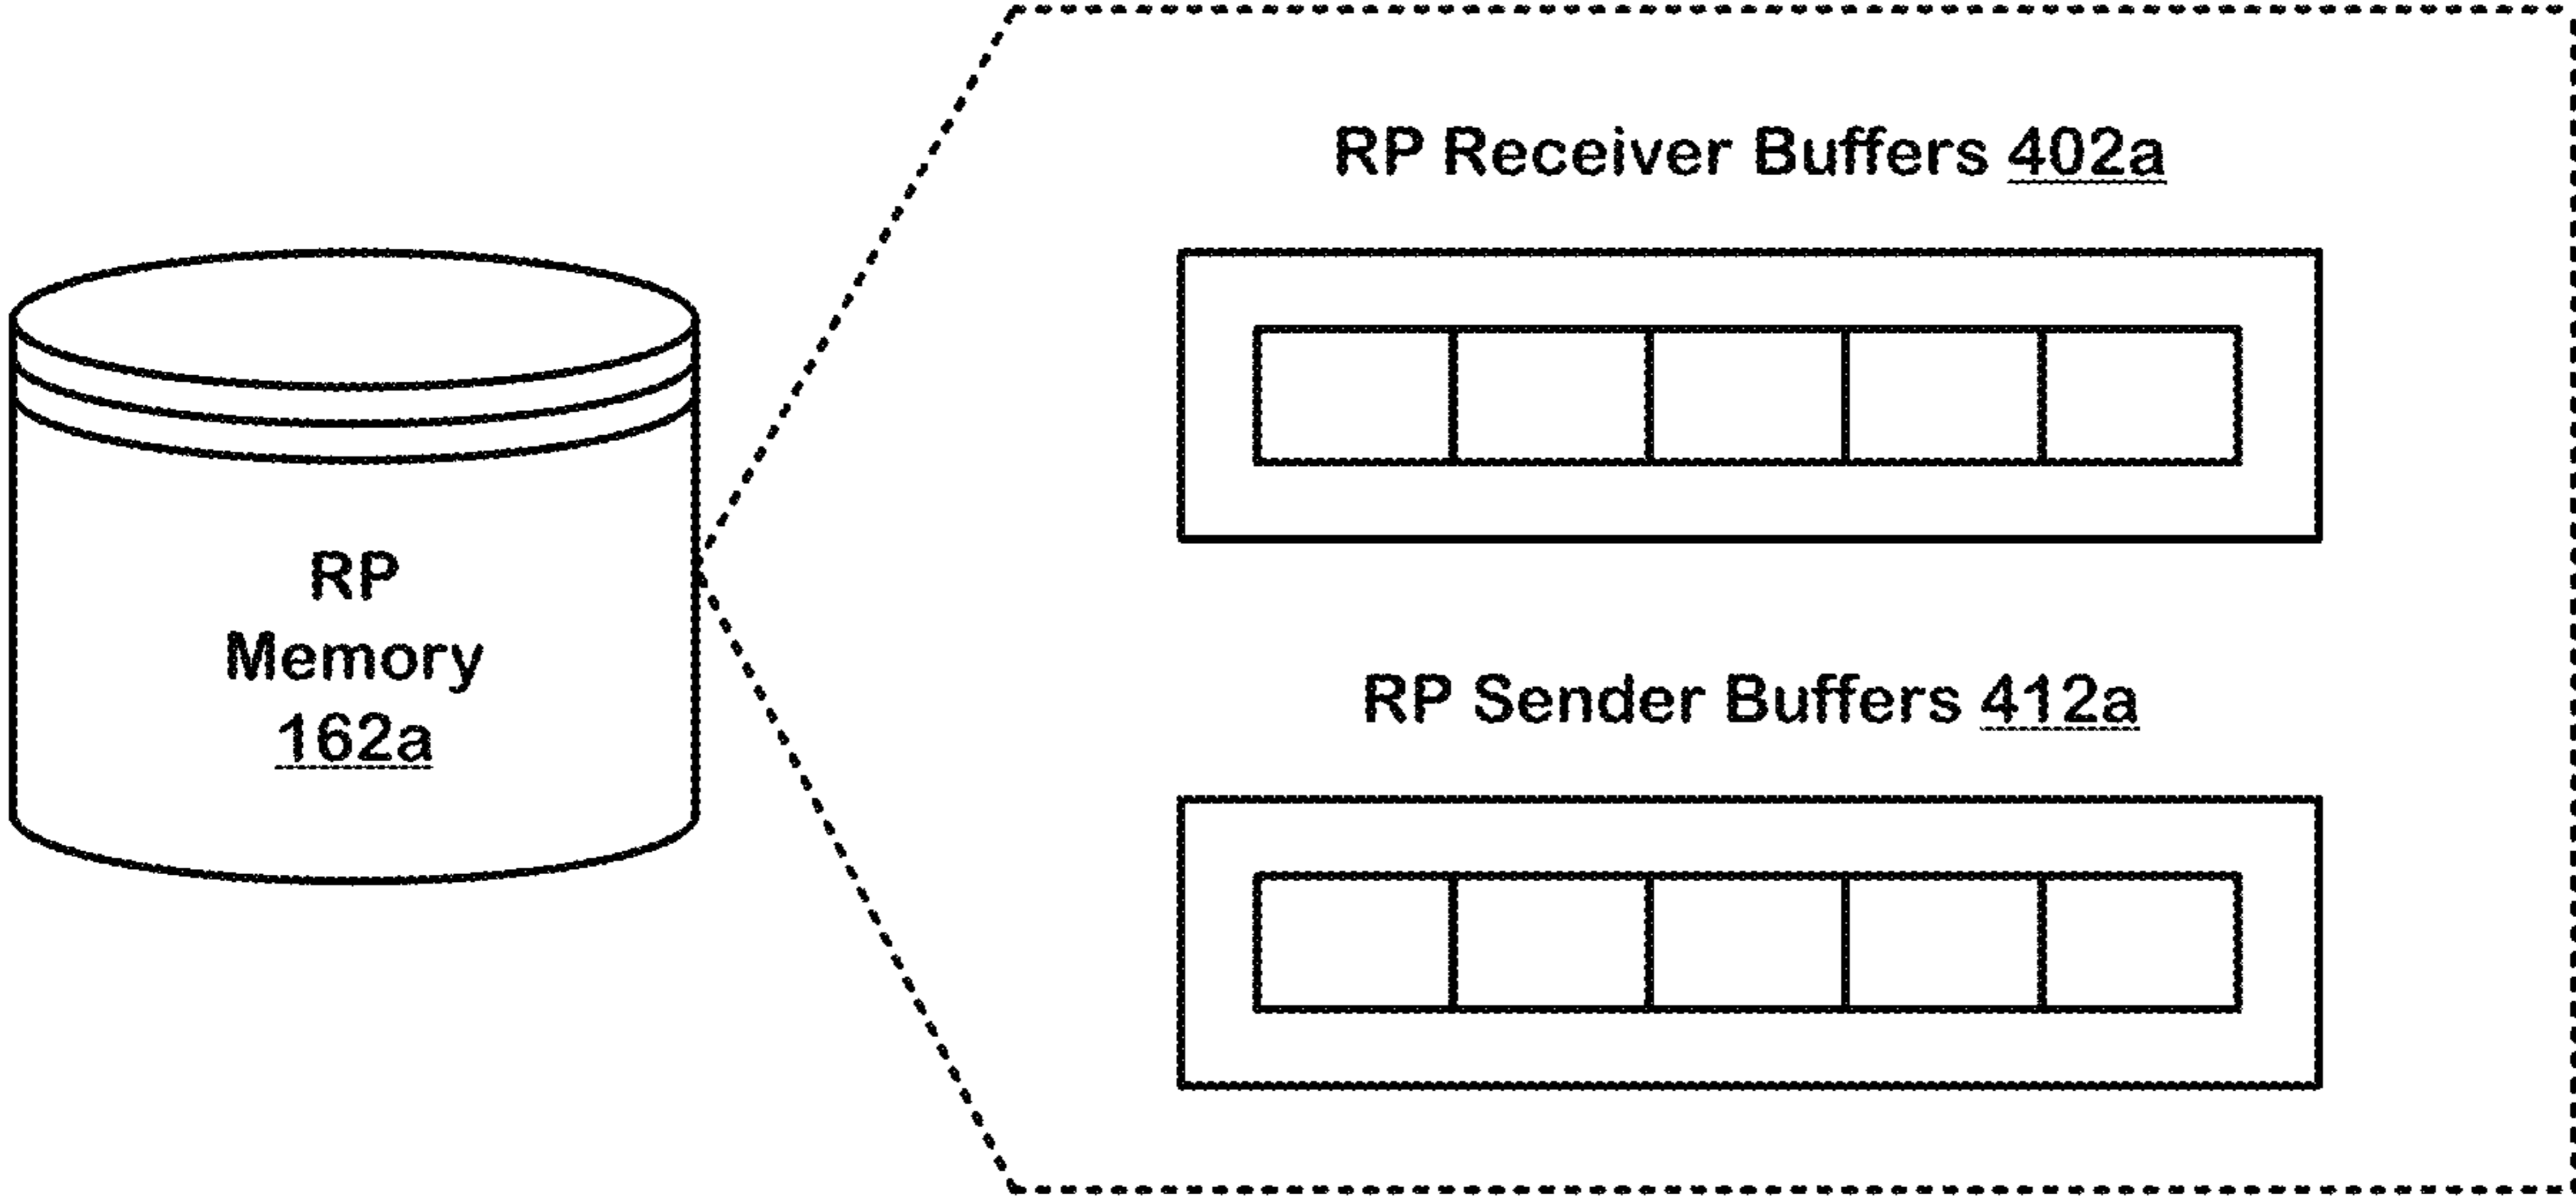 RP Receiver Buffers 402a
RP
Memory
162a
RP Sender Buffers 412a